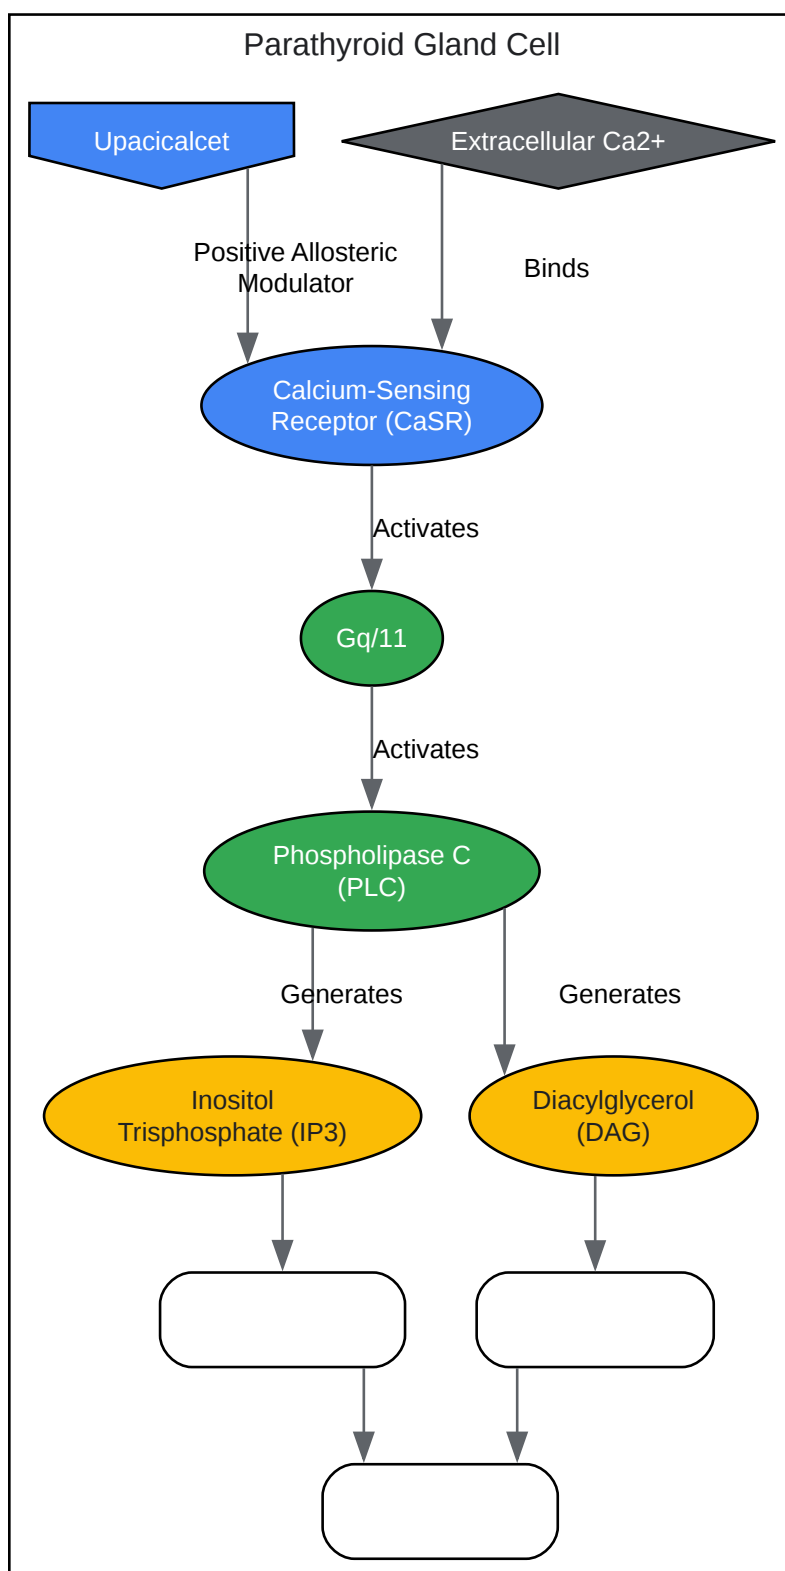 Parathyroid Gland Cell
Upacicalcet
Extracellular Ca2+
Positive Allosteric
Modulator
Binds
Calcium-Sensing
Receptor (CaSR)
Activates
Gq/11
Activates
Phospholipase C
(PLC)
Generates
Generates
Inositol
Trisphosphate (IP3)
Diacylglycerol
(DAG)